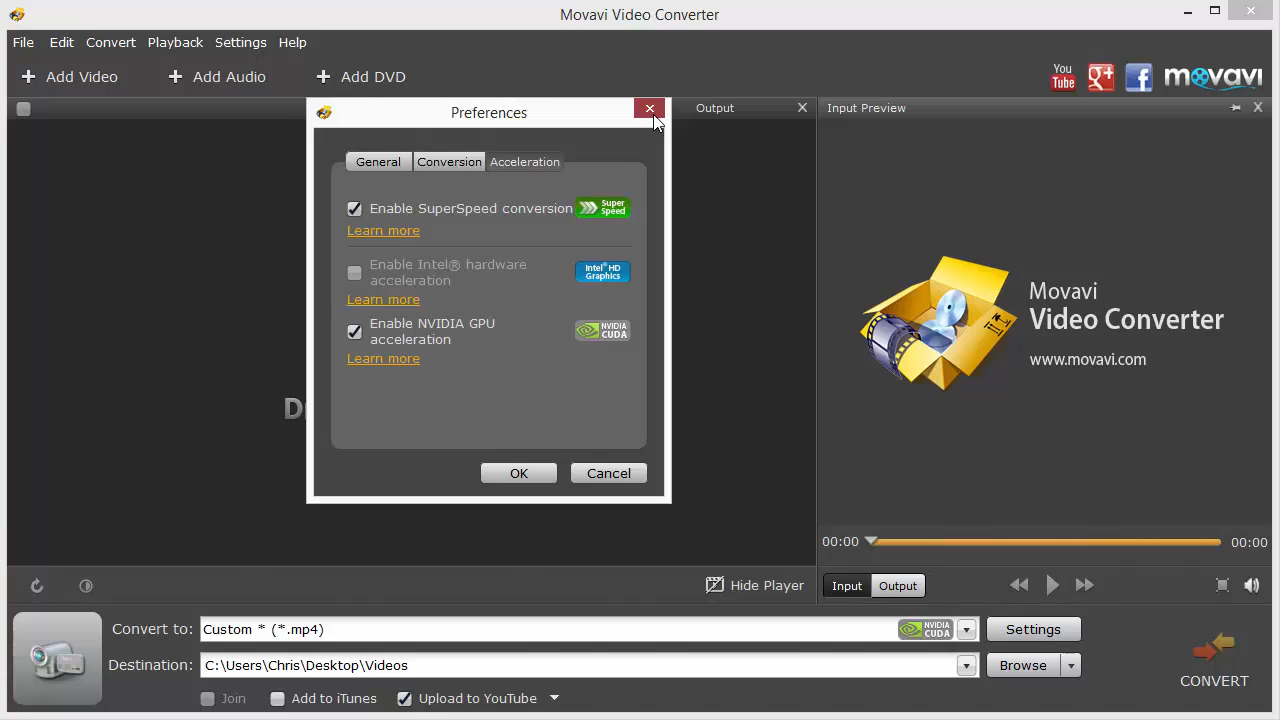 Movavi Video Converter
File Edit Convert Playback Settings Help
+ Add Video + Add Audio + Add DVD
You Tube g+ f movavi
Output
Input Preview
Preferences
General Conversion Acceleration
Enable SuperSpeed conversion
Super Speed
Learn more
Enable Intel® hardware
acceleration
Intel® HD
Graphics
Learn more
Enable NVIDIA GPU
acceleration
NVIDIA
CUDA
Learn more
OK Cancel
Movavi
Video Converter
www.movavi.com
00:00 00:00
Hide Player
Input Output
Convert to: Custom * (*.mp4) NVIDIA CUDA Settings
Destination: C:\Users\Chris\Desktop\Videos Browse
Join Add to iTunes Upload to YouTube
CONVERT